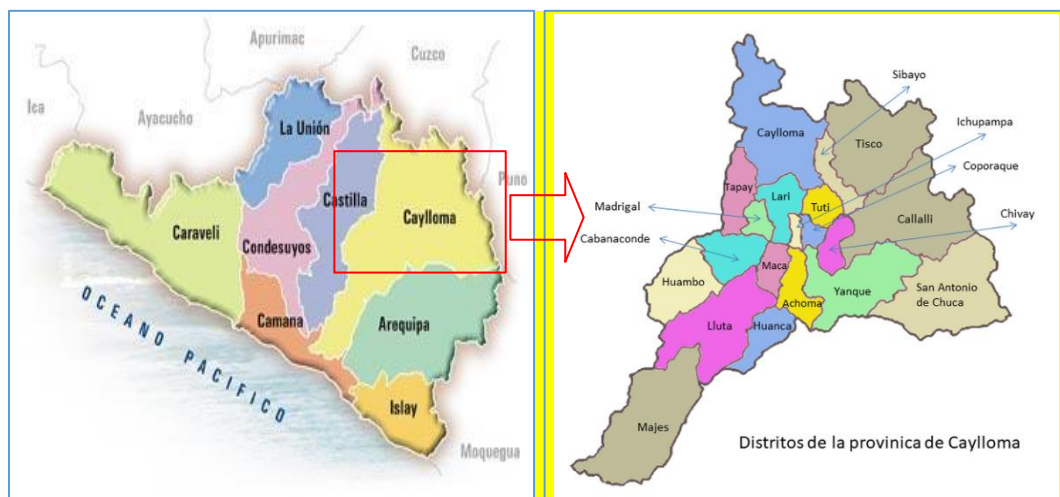 Apurimac
Cuzco
Ica
Ayacucho
La Unión
Puno
Castilla
Caylloma
Caraveli
Condesuyos
Camana
Arequipa
OCEANO PACIFICO
Islay
Moquegua
Sibayo
Ichupampa
Caylloma
Tisco
Coporaque
Tapay
Lari
Tuti
Madrigal
Callalli
Chivay
Cabanaconde
Maca
Huambo
Yanque
San Antonio
de Chuca
Achoma
Lluta
Huanca
Majes
Distritos de la provinica de Caylloma